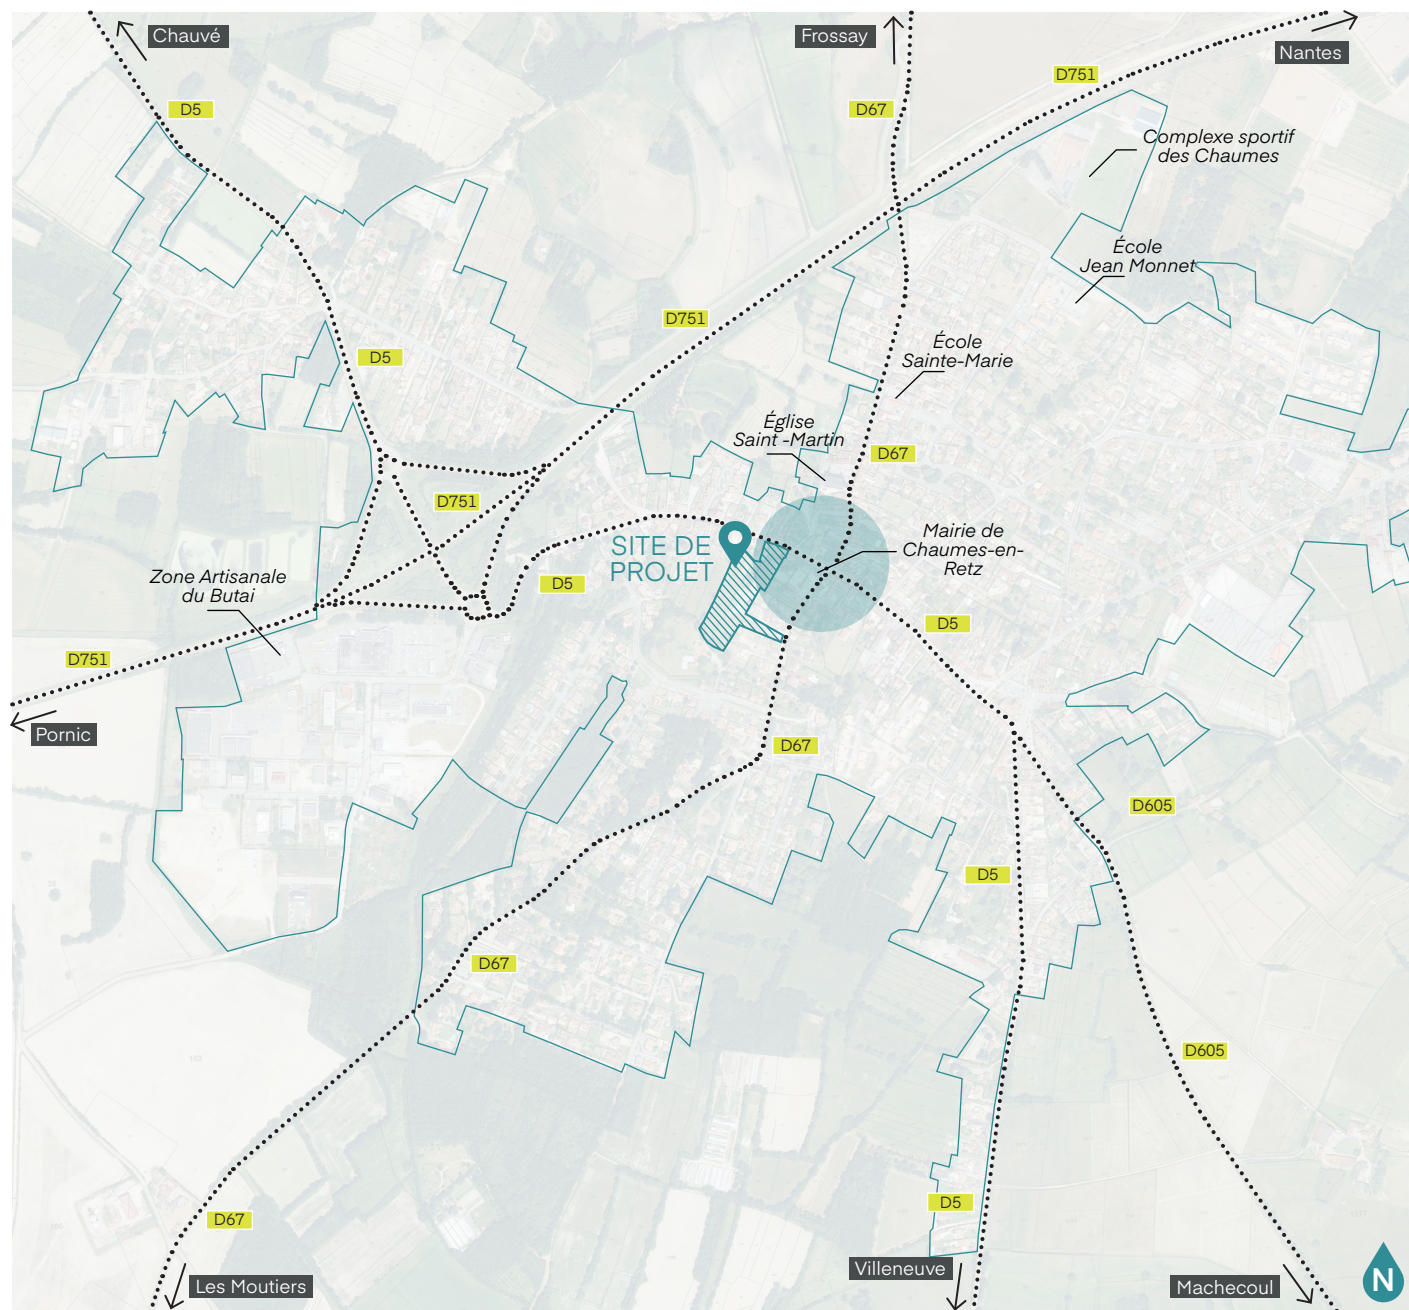 Chauvé
Frossay
Nantes
D751
D5
D67
Complexe sportif
des Chaumes
École
Jean Monnet
D751
École
Sainte-Marie
D5
Église
Saint -Martin
D67
D751
SITE DE
PROJET
Mairie de
Chaumes-en-
Retz
Zone Artisanale
du Butai
D5
D5
D751
Pornic
D67
D605
D5
D67
D605
D5
D67
Villeneuve
Les Moutiers
Machecoul
N